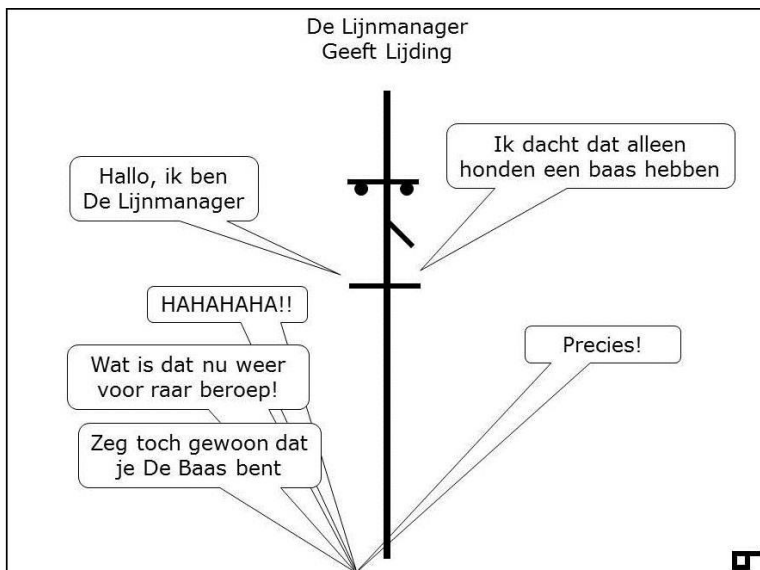 De Lijnmanager
Geeft Lijding
Hallo, ik ben
De Lijnmanager
HAHAHAHA!!
Wat is dat nu weer
voor raar beroep!
Zeg toch gewoon dat
je De Baas bent
Ik dacht dat alleen
honden een baas hebben
Precies!